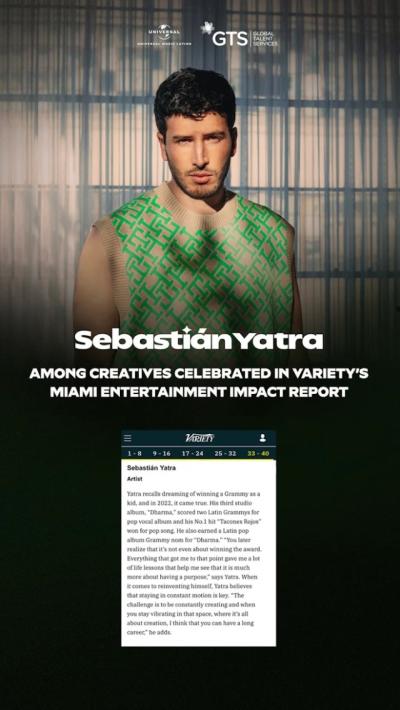 UNIVERSAL
UNIVERSAL MUSIC LATINO
GTS GLOBAL TALENT SERVICES
SebastiánYatra
AMONG CREATIVES CELEBRATED IN VARIETY'S
MIAMI ENTERTAINMENT IMPACT REPORT
VARIETY
1 - 8 9 - 16 17 - 24 25 - 32 33 - 40
Sebastián Yatra
Artist
Yatra recalls dreaming of winning a Grammy as a
kid, and in 2022, it came true. His third studio
album, "Dharma," scored two Latin Grammys for
pop vocal album and his No.1 hit "Tacones Rojos"
won for pop song. He also earned a Latin pop
album Grammy nom for "Dharma." "You later
realize that it's not even about winning the award.
Everything that got me to that point gave me a lot
of life lessons that help me see that it is much
more about having a purpose," says Yatra. When
it comes to reinventing himself, Yatra believes
that staying in constant motion is key. "The
challenge is to be constantly creating and when
you stay vibrating in that space, where it's all
about creation, I think that you can have a long
career," he adds.